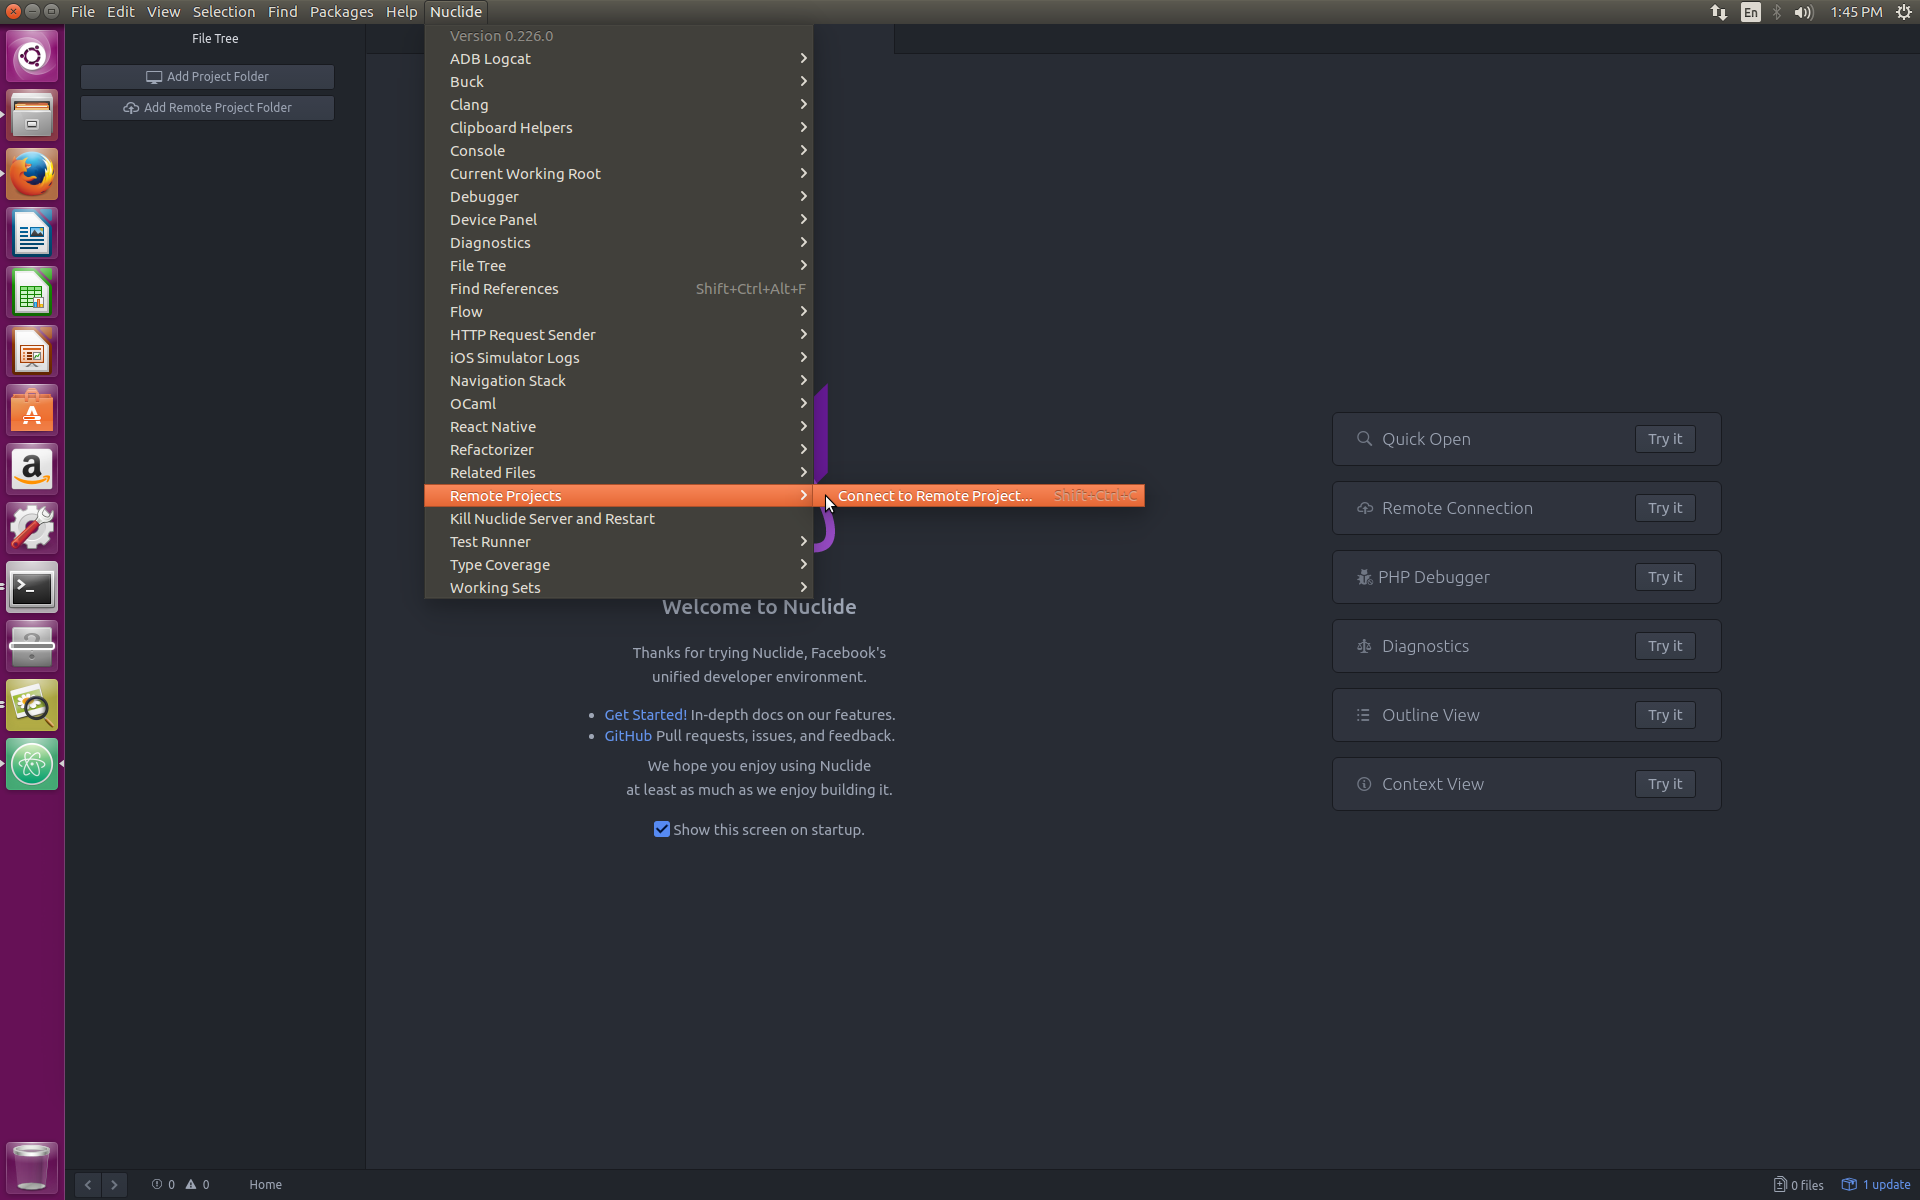 File Edit View Selection Find Packages Help Nuclide
En 1:45 PM
File Tree
Add Project Folder
Add Remote Project Folder
Version 0.226.0
ADB Logcat
Buck
Clang
Clipboard Helpers
Console
Current Working Root
Debugger
Device Panel
Diagnostics
File Tree
Find References Shift+Ctrl+Alt+F
Flow
HTTP Request Sender
iOS Simulator Logs
Navigation Stack
OCaml
React Native
Refactorizer
Related Files
Remote Projects
Connect to Remote Project... Shift+Ctrl+C
Kill Nuclide Server and Restart
Test Runner
Type Coverage
Working Sets
Welcome to Nuclide
Thanks for trying Nuclide, Facebook's
unified developer environment.
Get Started! In-depth docs on our features.
GitHub Pull requests, issues, and feedback.
We hope you enjoy using Nuclide
at least as much as we enjoy building it.
Show this screen on startup.
Quick Open Try it
Remote Connection Try it
PHP Debugger Try it
Diagnostics Try it
Outline View Try it
Context View Try it
0 0 Home
0 files 1 update